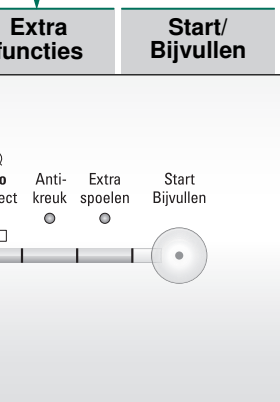 Extra
functies
Start/
Bijvullen
Anti-
kreuk
Extra
spoelen
Start
Bijvullen